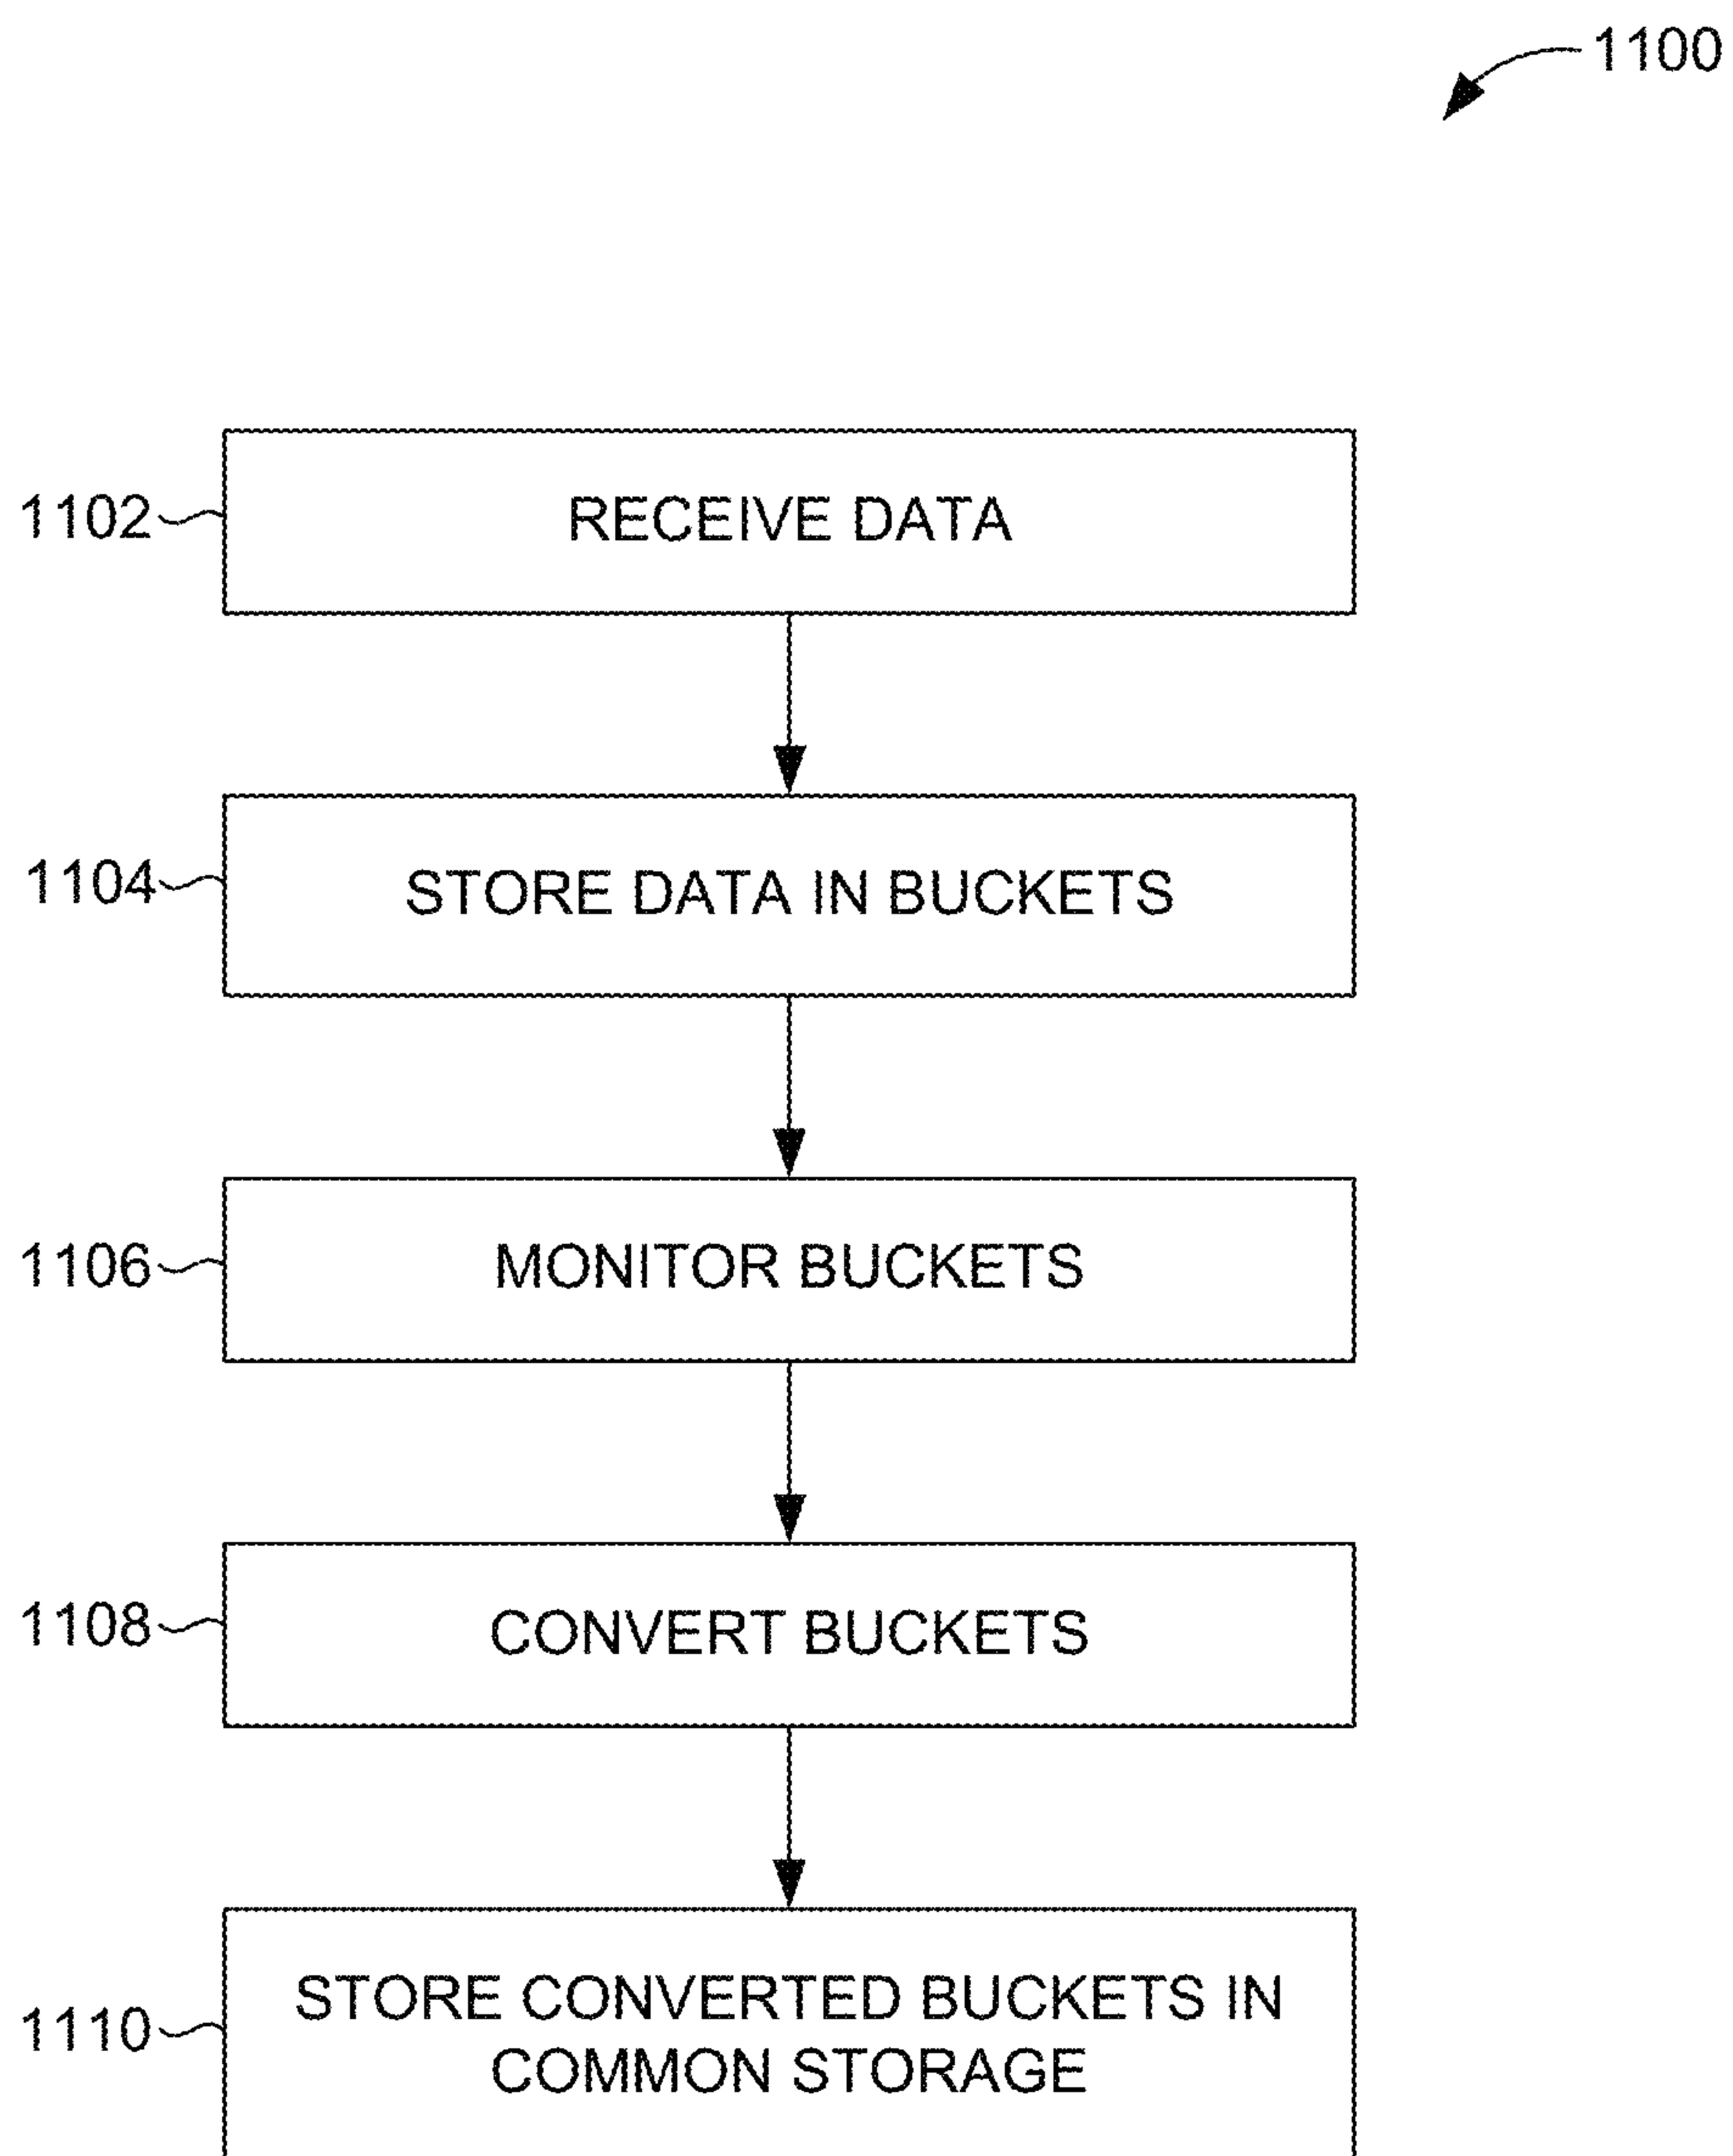 1100
1102
RECEIVE DATA
1104
STORE DATA IN BUCKETS
1106
MONITOR BUCKETS
1108
CONVERT BUCKETS
1110
STORE CONVERTED BUCKETS IN
COMMON STORAGE